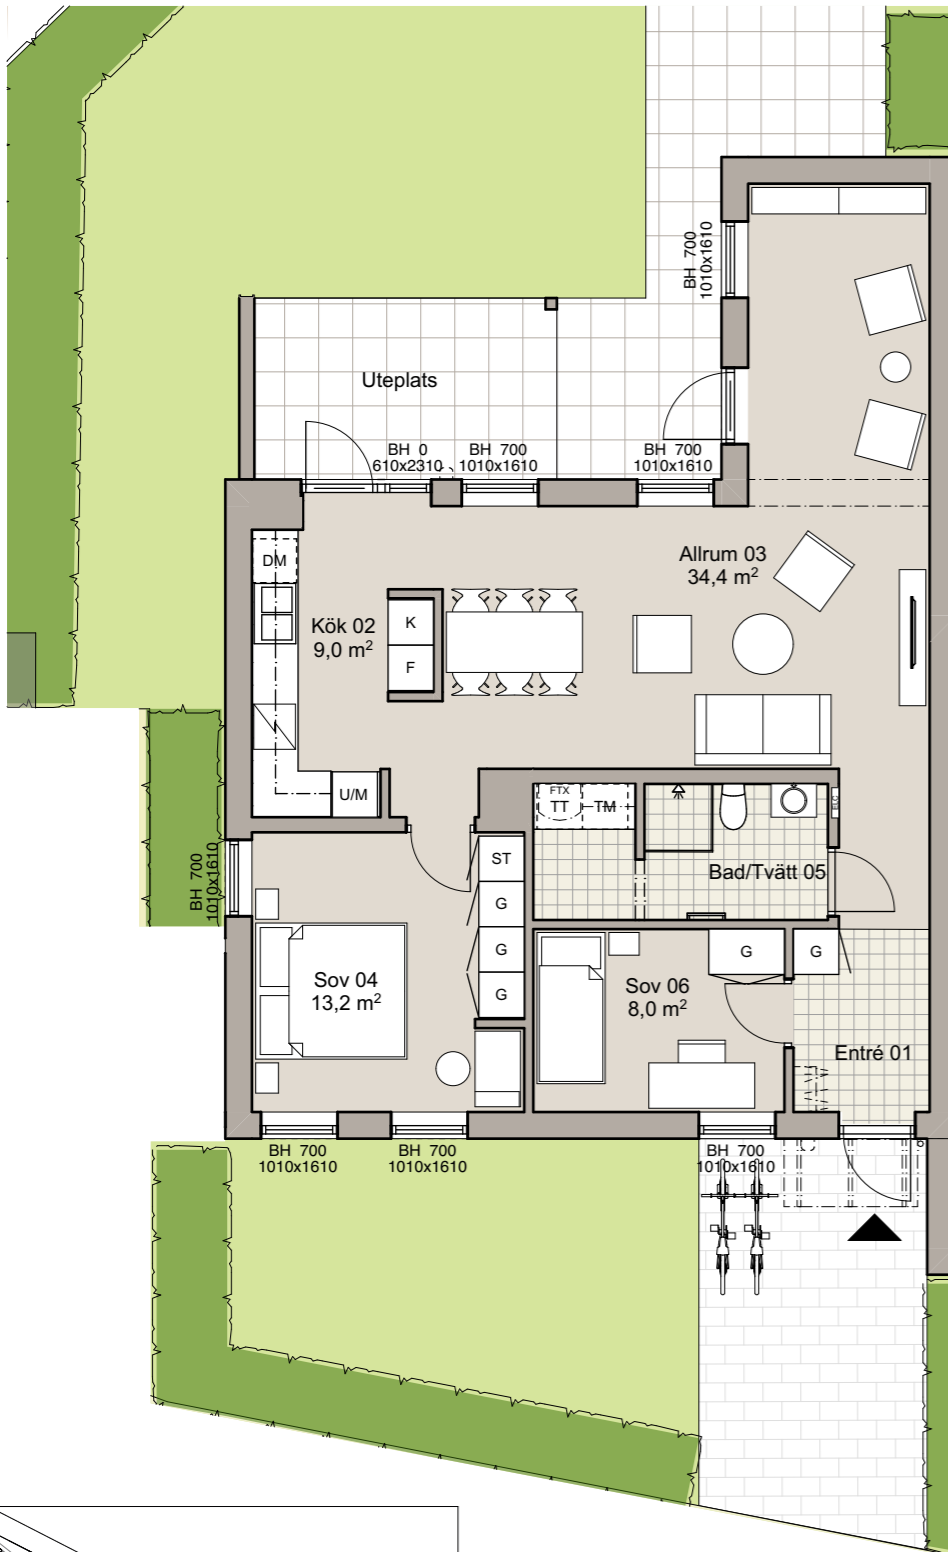 BH 700
1010x1610
Uteplats
BH 0
610x2310
BH 700
1010x1610
BH 700
1010x1610
DM
Allrum 03
34,4 m²
Kök 02
9,0 m²
K
F
U/M
FTX
TT
TM
ELC
BH 700
1010x1610
ST
Bad/Tvätt 05
G
G
G
G
G
Sov 04
13,2 m²
Sov 06
8,0 m²
Entré 01
BH 700
1010x1610
BH 700
1010x1610
BH 700
1010x1610